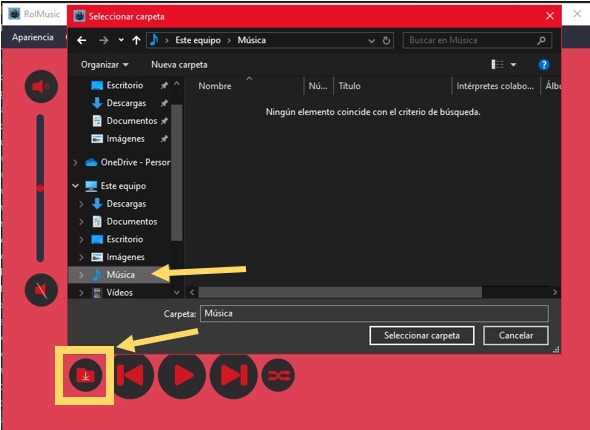 RolMusic
Seleccionar carpeta
Apariencia
Este equipo > Música
Buscar en Música
Organizar
Nueva carpeta
Nombre
Nú...
Título
Intérpretes colabo...
Álbu
Ningún elemento coincide con el criterio de búsqueda.
Escritorio
Descargas
Documentos
Imágenes
OneDrive - Person
Este equipo
Descargas
Documentos
Escritorio
Imágenes
Música
Vídeos
Carpeta: Música
Seleccionar carpeta
Cancelar